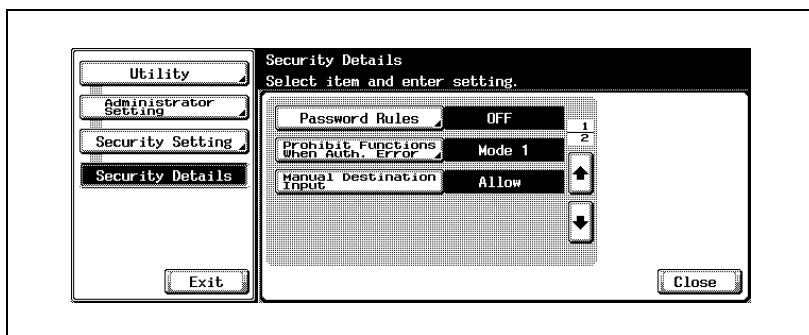 Utility
Administrator
Setting
Security Setting
Security Details
Exit
Security Details
Select item and enter setting.
Password Rules
OFF
Prohibit Functions
When Auth. Error
Mode 1
Manual Destination
Input
Allow
1
2
Close